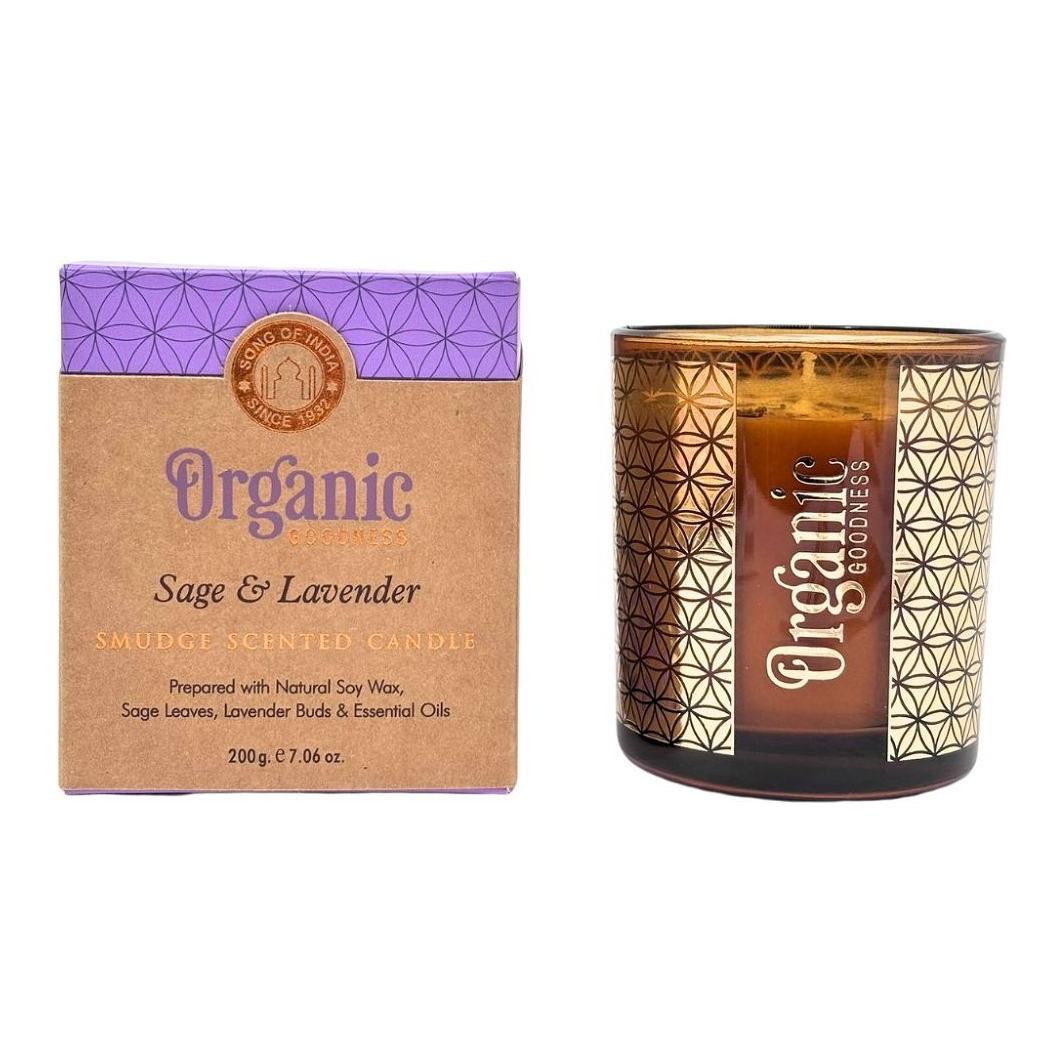 SONG OF INDIA
SINCE 1932
Organic
GOODNESS
Sage & Lavender
SMUDGE SCENTED CANDLE
Prepared with Natural Soy Wax,
Sage Leaves, Lavender Buds & Essential Oils
200g. ℮ 7.06 oz.
Organic
GOODNESS